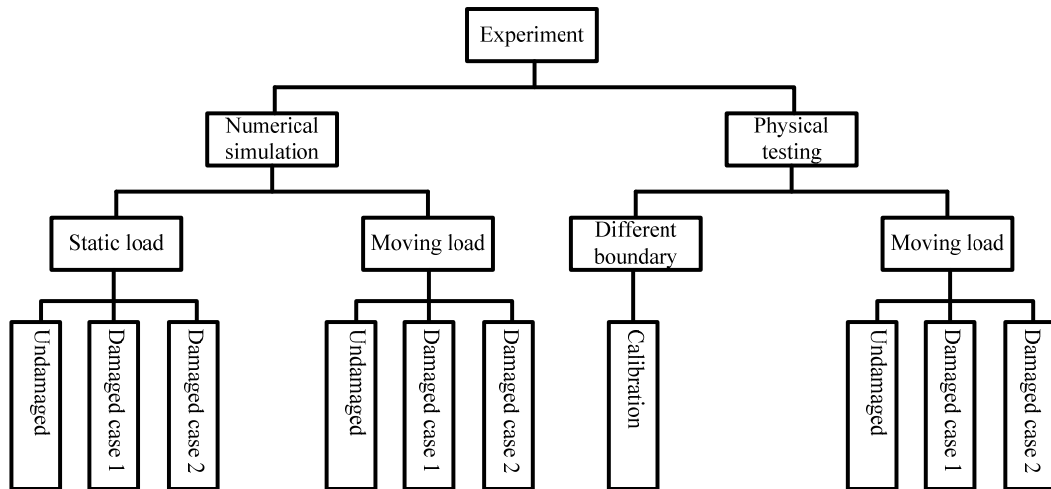 Experiment
Numerical
simulation
Physical
testing
Static load
Moving load
Different
boundary
Moving load
Undamaged
Damaged case 1
Damaged case 2
Undamaged
Damaged case 1
Damaged case 2
Calibration
Undamaged
Damaged case 1
Damaged case 2